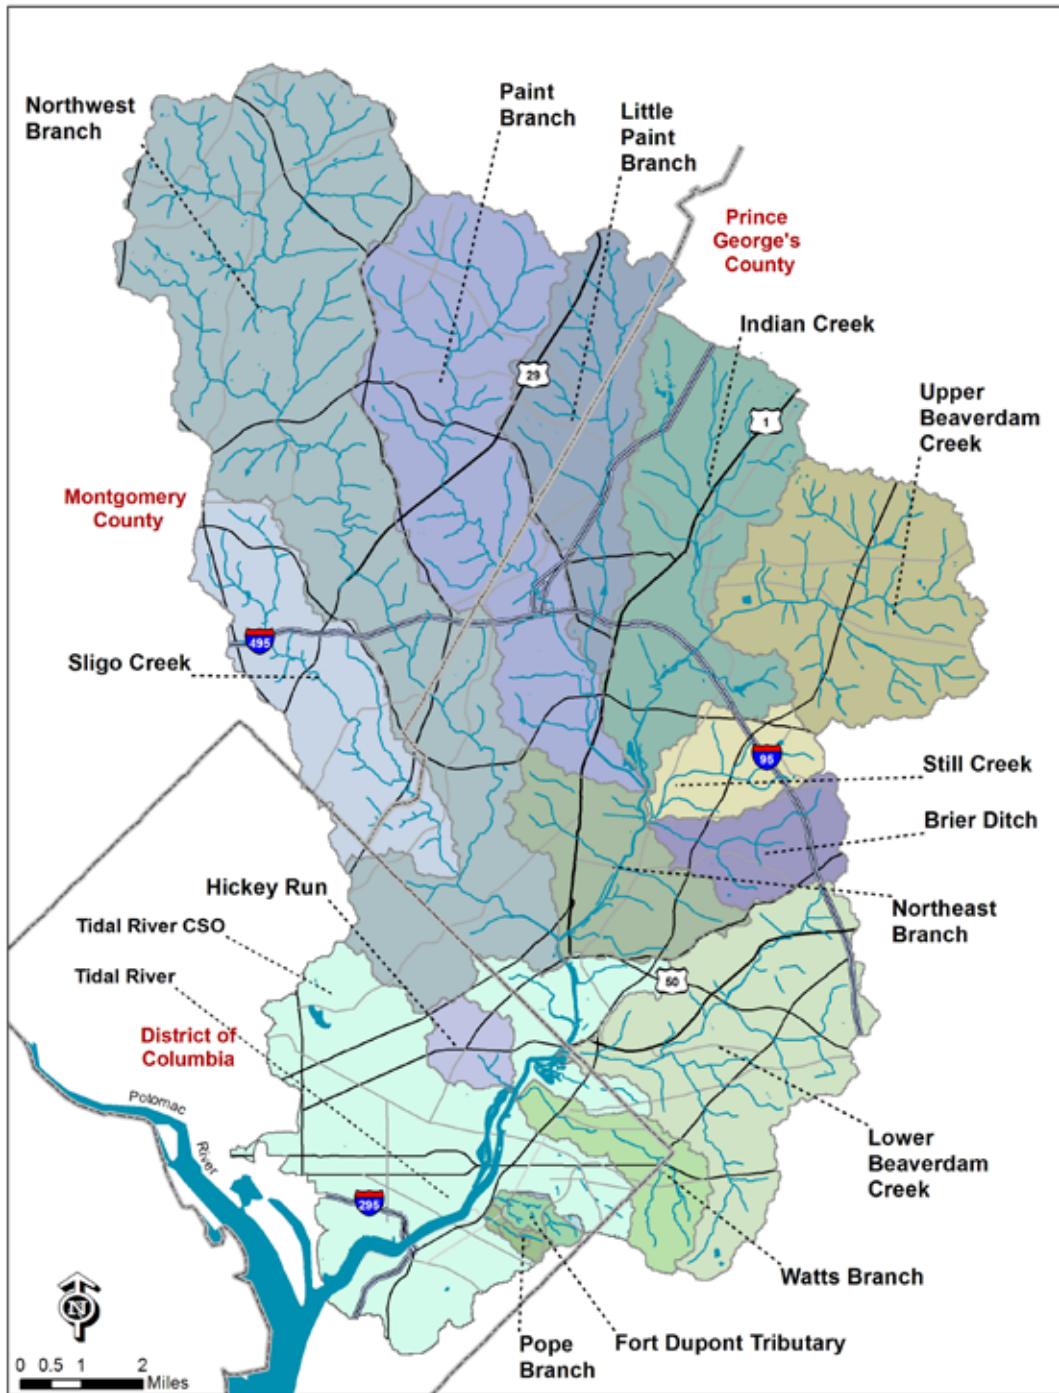 Northwest
Branch
Paint
Branch
Little
Paint
Branch
Prince
George's
County
Indian Creek
29
1
Upper
Beaverdam
Creek
Montgomery
County
495
Sligo Creek
95
Still Creek
Brier Ditch
Hickey Run
Northeast
Branch
Tidal River CSO
Tidal River
50
District of
Columbia
Potomac
River
Lower
Beaverdam
Creek
295
Watts Branch
N
Fort Dupont Tributary
Pope
Branch
0 0.5 1 2
Miles